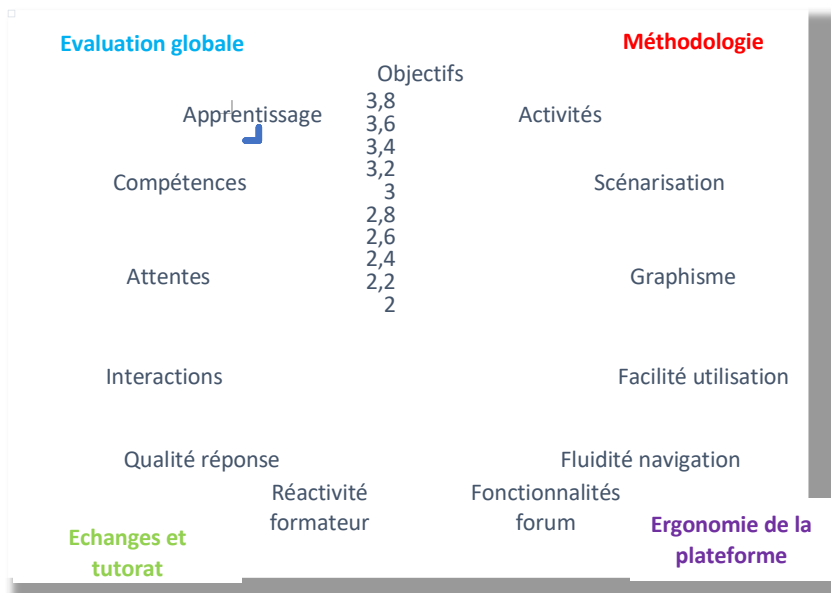 Evaluation globale
Méthodologie
Objectifs
Apprentissage
Activités
3,8
3,6
3,4
3,2
3
2,8
2,6
2,4
2,2
2
Compétences
Scénarisation
Attentes
Graphisme
Interactions
Facilité utilisation
Qualité réponse
Fluidité navigation
Réactivité
formateur
Fonctionnalités
forum
Echanges et
tutorat
Ergonomie de la
plateforme